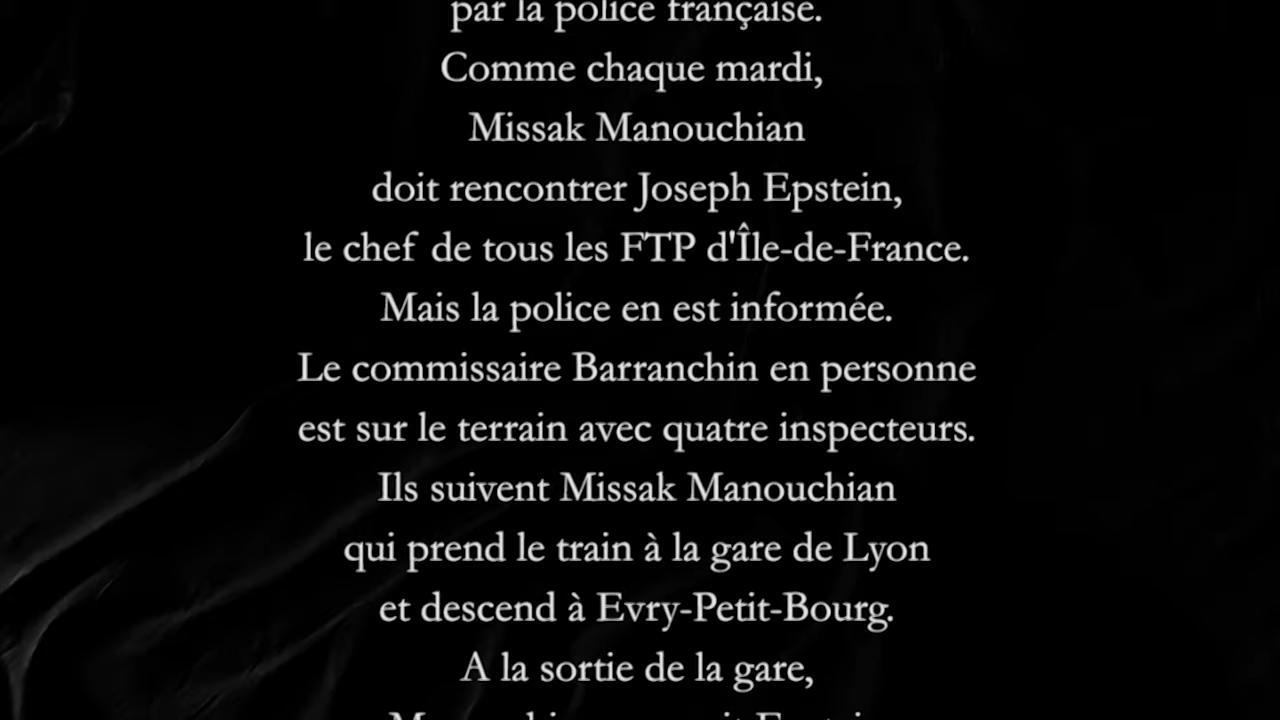 par la police française.
Comme chaque mardi,
Missak Manouchian
doit rencontrer Joseph Epstein,
le chef de tous les FTP d'Île-de-France.
Mais la police en est informée.
Le commissaire Barranchin en personne
est sur le terrain avec quatre inspecteurs.
Ils suivent Missak Manouchian
qui prend le train à la gare de Lyon
et descend à Evry-Petit-Bourg.
A la sortie de la gare,